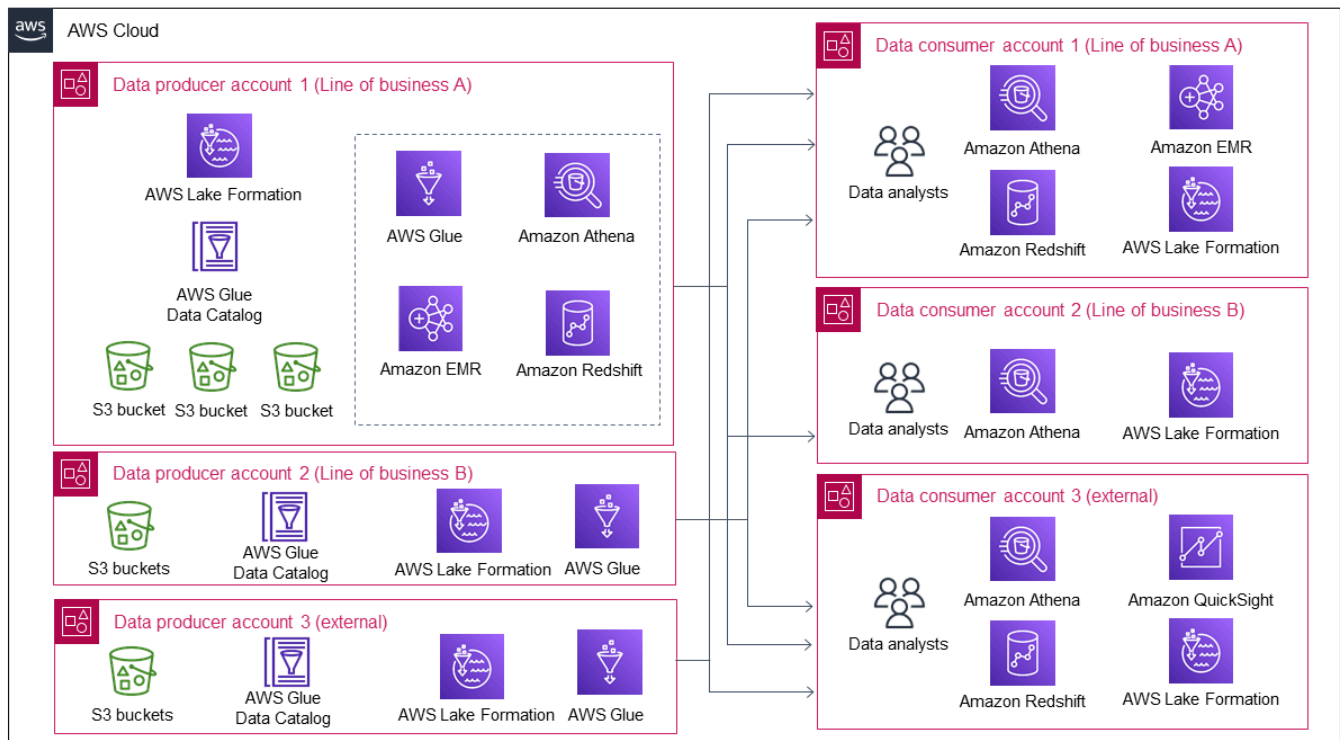 aws
AWS Cloud
Data producer account 1 (Line of business A)
AWS Lake Formation
AWS Glue
Data Catalog
S3 bucket
S3 bucket
S3 bucket
AWS Glue
Amazon Athena
Amazon EMR
Amazon Redshift
Data producer account 2 (Line of business B)
S3 buckets
AWS Glue
Data Catalog
AWS Lake Formation
AWS Glue
Data producer account 3 (external)
S3 buckets
AWS Glue
Data Catalog
AWS Lake Formation
AWS Glue
Data consumer account 1 (Line of business A)
Data analysts
Amazon Athena
Amazon EMR
Amazon Redshift
AWS Lake Formation
Data consumer account 2 (Line of business B)
Data analysts
Amazon Athena
AWS Lake Formation
Data consumer account 3 (external)
Data analysts
Amazon Athena
Amazon QuickSight
Amazon Redshift
AWS Lake Formation